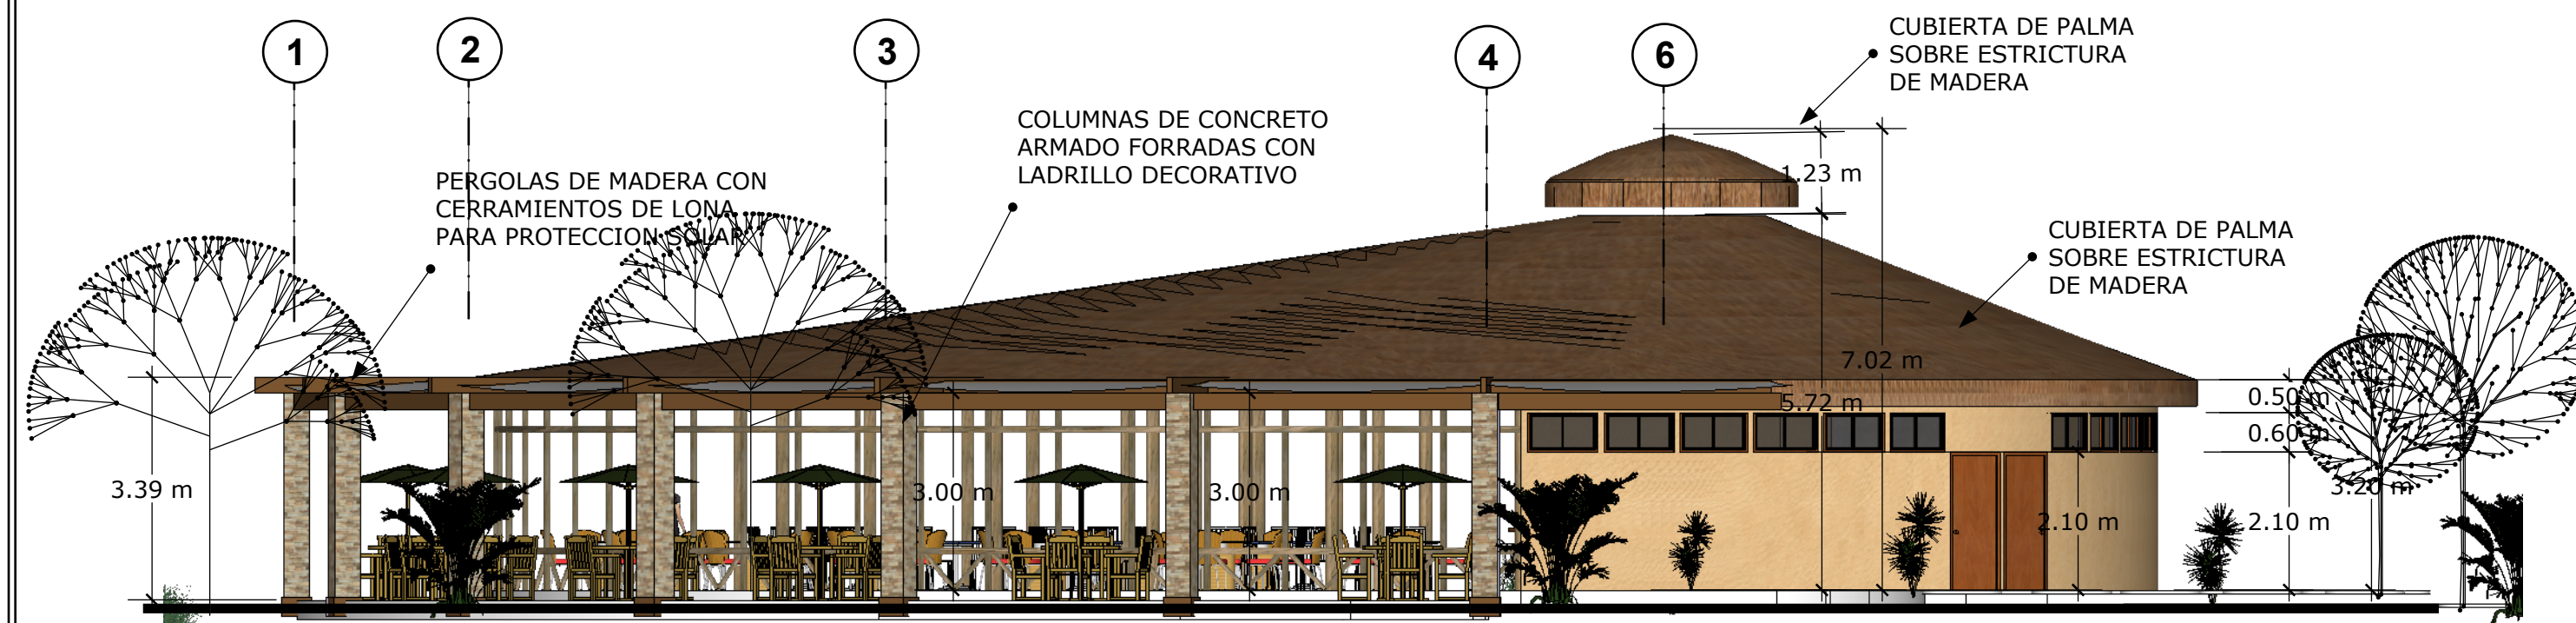 1
2
3
4
6
CUBIERTA DE PALMA
SOBRE ESTRICTURA
DE MADERA
COLUMNAS DE CONCRETO
ARMADO FORRADAS CON
LADRILLO DECORATIVO
PERGOLAS DE MADERA CON
CERRAMIENTOS DE LONA
PARA PROTECCION SOLAR
1.23 m
CUBIERTA DE PALMA
SOBRE ESTRICTURA
DE MADERA
7.02 m
5.72 m
0.50 m
0.60 m
3.39 m
3.00 m
3.00 m
3.20 m
2.10 m
2.10 m